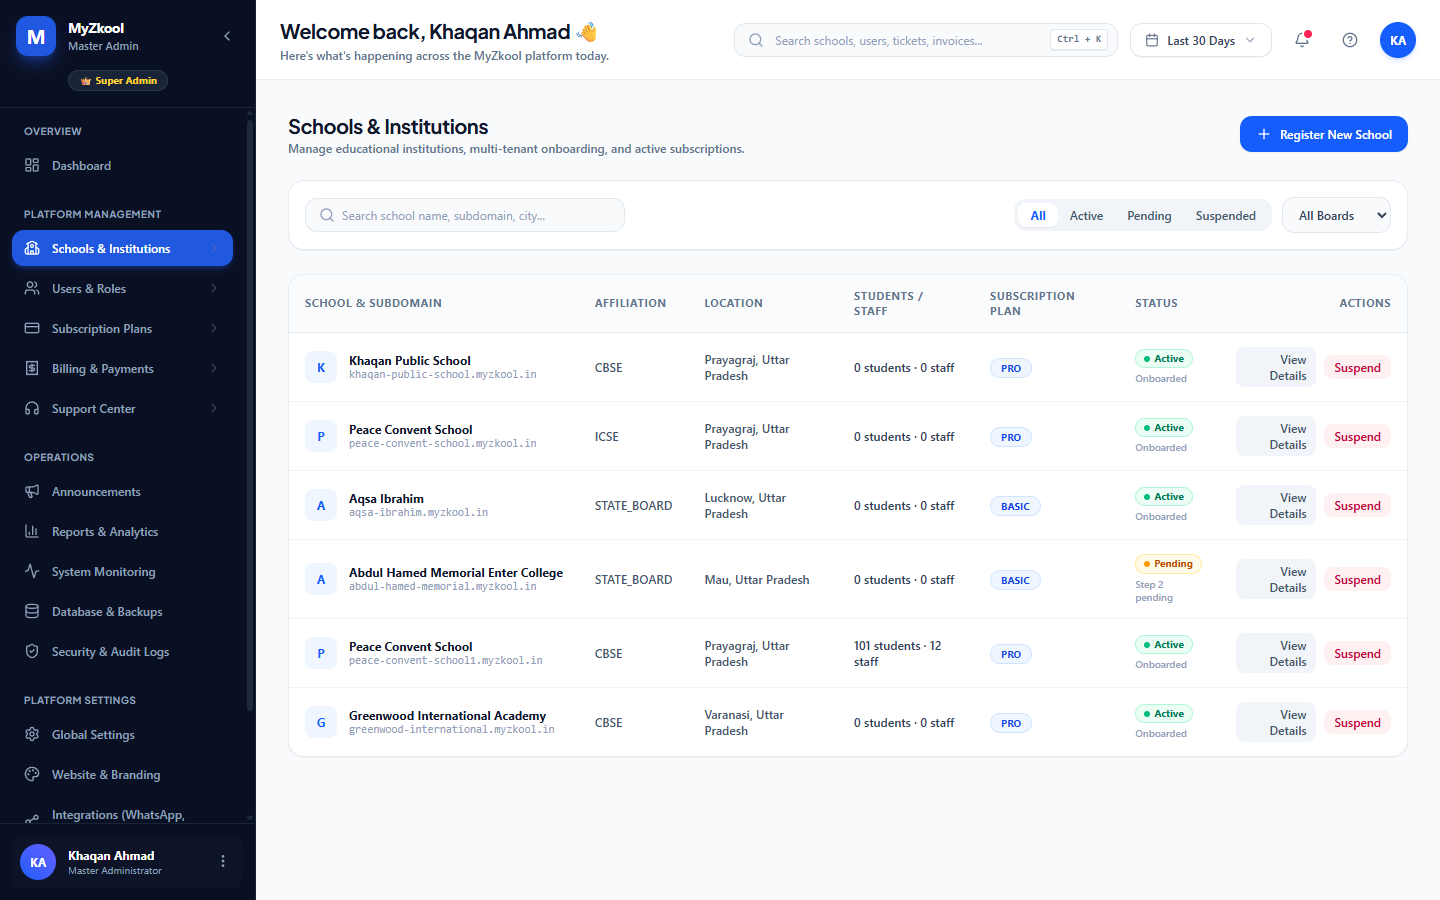 M
MyZkool
Master Admin
👑 Super Admin
OVERVIEW
Dashboard
PLATFORM MANAGEMENT
Schools & Institutions
Users & Roles
Subscription Plans
Billing & Payments
Support Center
OPERATIONS
Announcements
Reports & Analytics
System Monitoring
Database & Backups
Security & Audit Logs
PLATFORM SETTINGS
Global Settings
Website & Branding
Integrations (WhatsApp,
KA
Khaqan Ahmad
Master Administrator
Welcome back, Khaqan Ahmad 👋
Here's what's happening across the MyZkool platform today.
Search schools, users, tickets, invoices...
Ctrl + K
Last 30 Days
KA
Schools & Institutions
Manage educational institutions, multi-tenant onboarding, and active subscriptions.
Register New School
Search school name, subdomain, city...
All
Active
Pending
Suspended
All Boards
SCHOOL & SUBDOMAIN
AFFILIATION
LOCATION
STUDENTS /
STAFF
SUBSCRIPTION
PLAN
STATUS
ACTIONS
K
Khaqan Public School
khaqan-public-school.myzkool.in
CBSE
Prayagraj, Uttar
Pradesh
0 students · 0 staff
PRO
Active
Onboarded
View
Details
Suspend
P
Peace Convent School
peace-convent-school.myzkool.in
ICSE
Prayagraj, Uttar
Pradesh
0 students · 0 staff
PRO
Active
Onboarded
View
Details
Suspend
A
Aqsa Ibrahim
aqsa-ibrahim.myzkool.in
STATE_BOARD
Lucknow, Uttar
Pradesh
0 students · 0 staff
BASIC
Active
Onboarded
View
Details
Suspend
A
Abdul Hamed Memorial Enter College
abdul-hamed-memorial.myzkool.in
STATE_BOARD
Mau, Uttar Pradesh
0 students · 0 staff
BASIC
Pending
Step 2
pending
View
Details
Suspend
P
Peace Convent School
peace-convent-school1.myzkool.in
CBSE
Prayagraj, Uttar
Pradesh
101 students · 12
staff
PRO
Active
Onboarded
View
Details
Suspend
G
Greenwood International Academy
greenwood-international.myzkool.in
CBSE
Varanasi, Uttar
Pradesh
0 students · 0 staff
PRO
Active
Onboarded
View
Details
Suspend